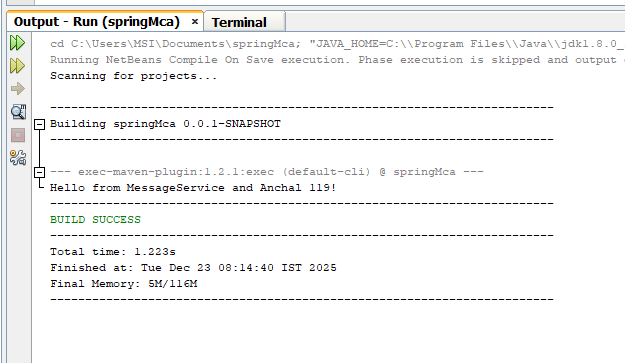 Output - Run (springMca) × Terminal
cd C:\Users\MSI\Documents\springMca; "JAVA_HOME=C:\\Program Files\\Java\\jdk1.8.0_
Running NetBeans Compile On Save execution. Phase execution is skipped and output
Scanning for projects...
------------------------------------------------------------------------
Building springMca 0.0.1-SNAPSHOT
------------------------------------------------------------------------
--- exec-maven-plugin:1.2.1:exec (default-cli) @ springMca ---
Hello from MessageService and Anchal 119!
------------------------------------------------------------------------
BUILD SUCCESS
------------------------------------------------------------------------
Total time: 1.223s
Finished at: Tue Dec 23 08:14:40 IST 2025
Final Memory: 5M/116M
------------------------------------------------------------------------